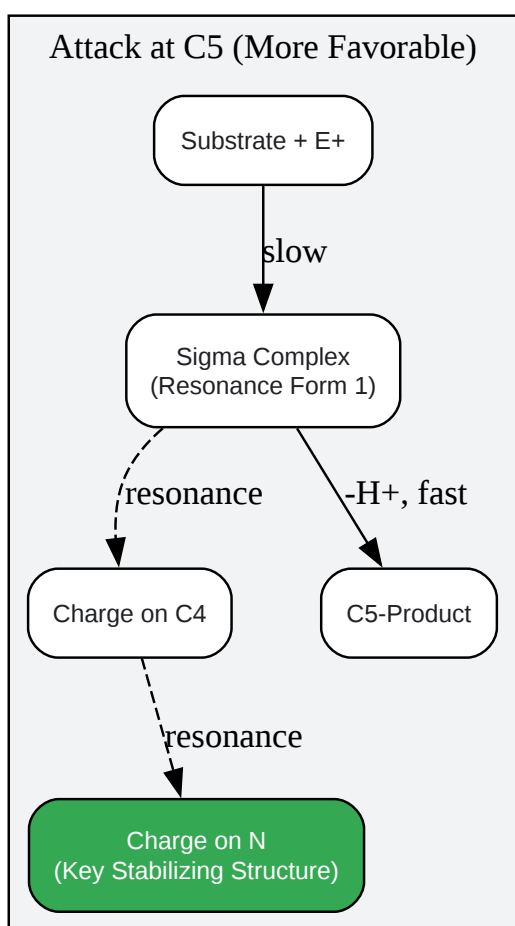 Attack at C5 (More Favorable)
Substrate + E+
slow
Sigma Complex
(Resonance Form 1)
resonance
-H+, fast
Charge on C4
C5-Product
resonance
Charge on N
(Key Stabilizing Structure)